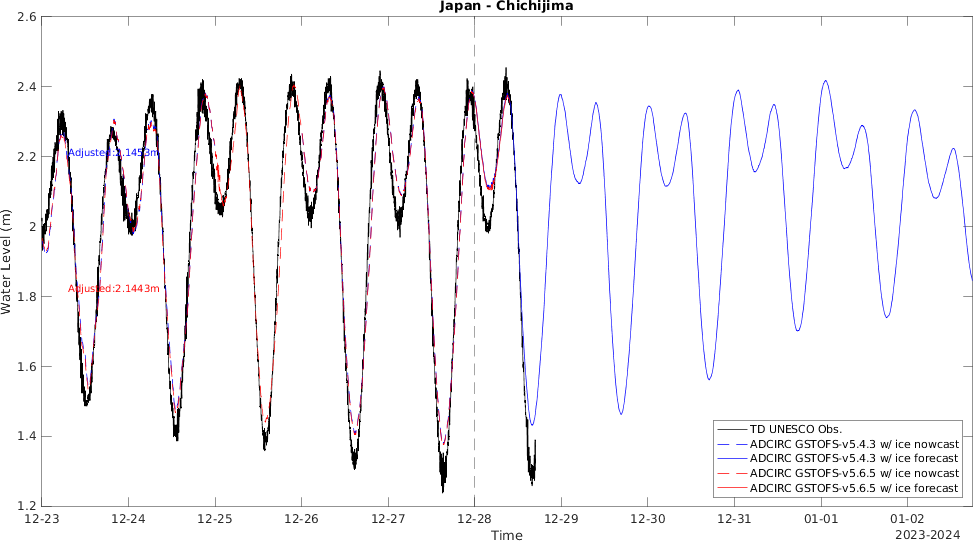 Japan - Chichijima
2.6
2.4
2.2
2
1.8
1.6
1.4
1.2
Water Level (m)
Adjusted:2.1453m
Adjusted:2.1443m
TD UNESCO Obs.
ADCIRC GSTOFS-v5.4.3 w/ ice nowcast
ADCIRC GSTOFS-v5.4.3 w/ ice forecast
ADCIRC GSTOFS-v5.6.5 w/ ice nowcast
ADCIRC GSTOFS-v5.6.5 w/ ice forecast
12-23 12-24 12-25 12-26 12-27 12-28 12-29 12-30 12-31 01-01 01-02
Time
2023-2024